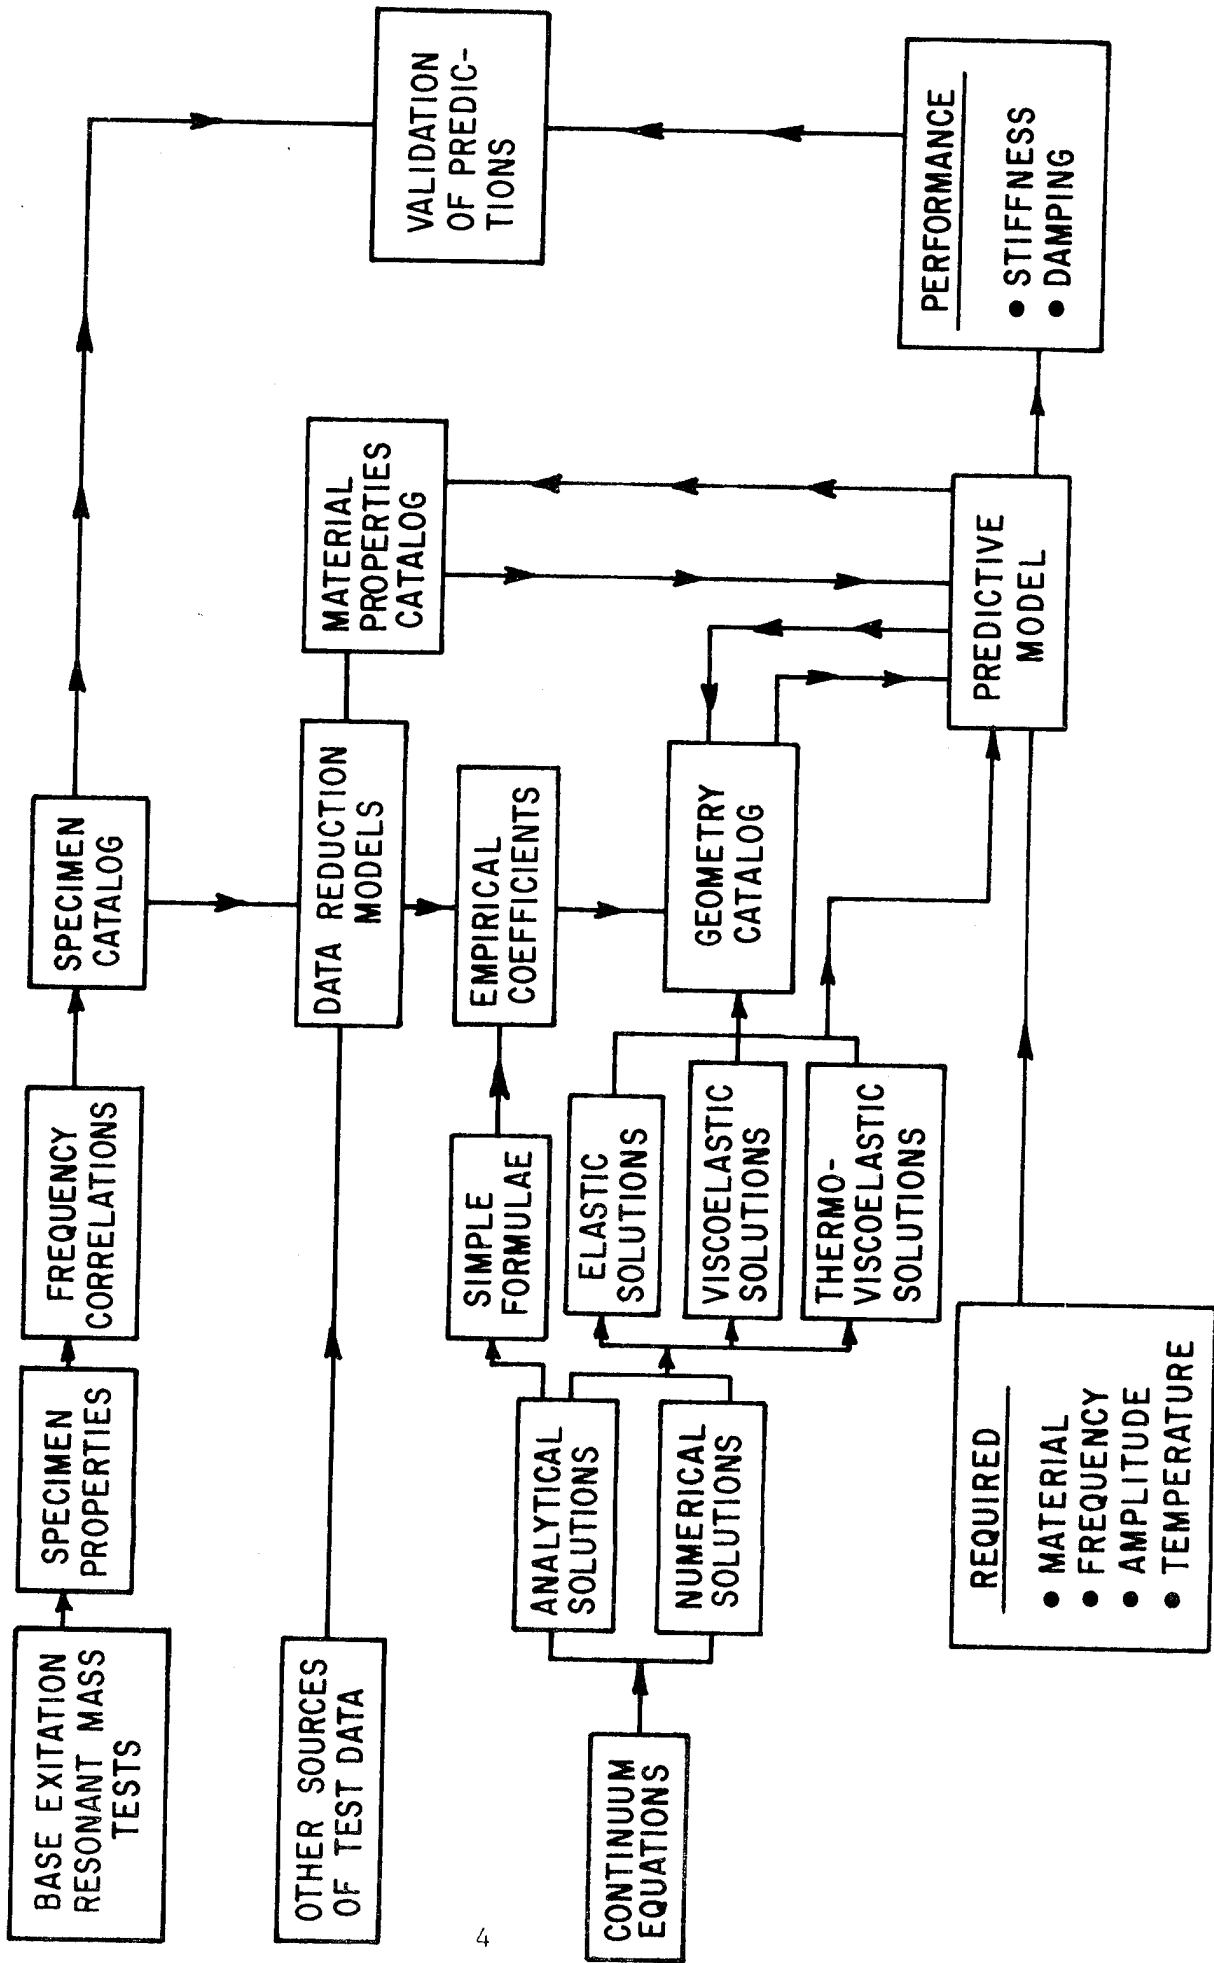 BASE EXITATION
RESONANT MASS
TESTS
SPECIMEN
PROPERTIES
FREQUENCY
CORRELATIONS
SPECIMEN
CATALOG
OTHER SOURCES
OF TEST DATA
DATA REDUCTION
MODELS
MATERIAL
PROPERTIES
CATALOG
VALIDATION
OF PREDIC-
TIONS
SIMPLE
FORMULAE
EMPIRICAL
COEFFICIENTS
CONTINUUM
EQUATIONS
ANALYTICAL
SOLUTIONS
NUMERICAL
SOLUTIONS
ELASTIC
SOLUTIONS
VISCOELASTIC
SOLUTIONS
THERMO-
VISCOELASTIC
SOLUTIONS
GEOMETRY
CATALOG
REQUIRED
● MATERIAL
● FREQUENCY
● AMPLITUDE
● TEMPERATURE
PREDICTIVE
MODEL
PERFORMANCE
● STIFFNESS
● DAMPING
4